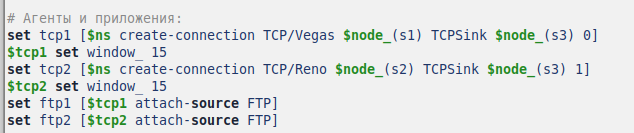 # Агенты и приложения:
set tcp1 [$ns create-connection TCP/Vegas $node_(s1) TCPSink $node_(s3) 0]
$tcp1 set window_ 15
set tcp2 [$ns create-connection TCP/Reno $node_(s2) TCPSink $node_(s3) 1]
$tcp2 set window_ 15
set ftp1 [$tcp1 attach-source FTP]
set ftp2 [$tcp2 attach-source FTP]